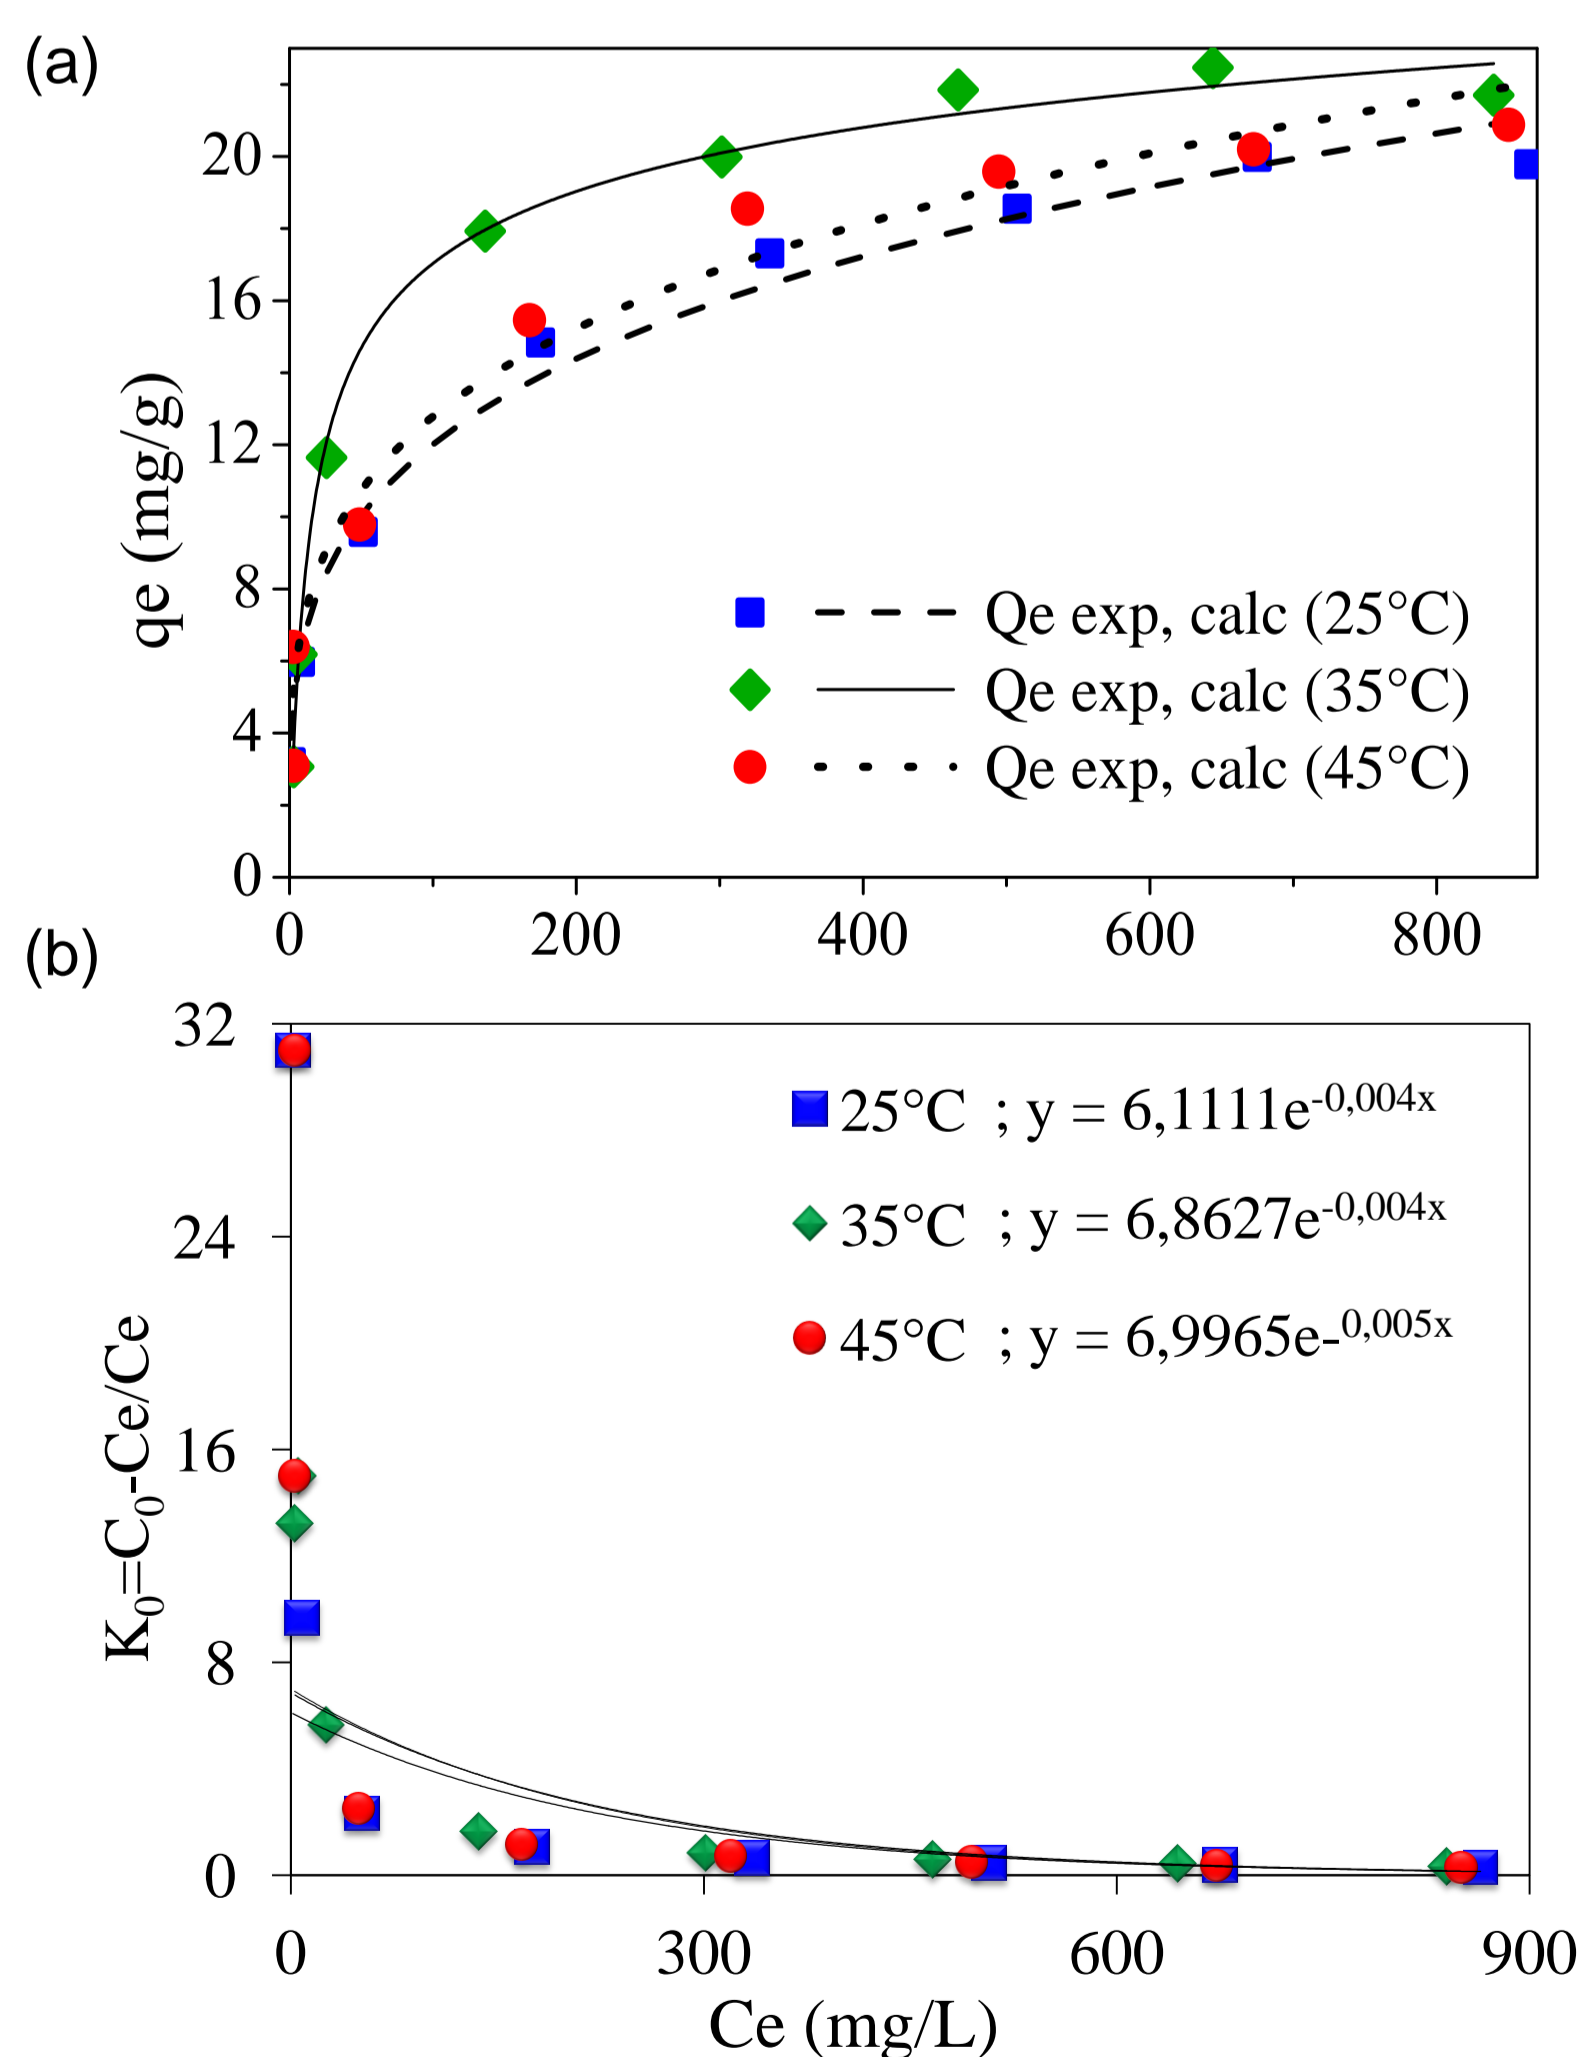 (a)
qe (mg/g)
20
16
12
8
4
0
Qe exp, calc (25°C)
Qe exp, calc (35°C)
Qe exp, calc (45°C)
0 200 400 600 800
(b)
K₀=C₀-Ce/Ce
32
24
16
8
0
25°C ; y = 6,1111e^-0,004x
35°C ; y = 6,8627e^-0,004x
45°C ; y = 6,9965e-^0,005x
0 300 600 900
Ce (mg/L)